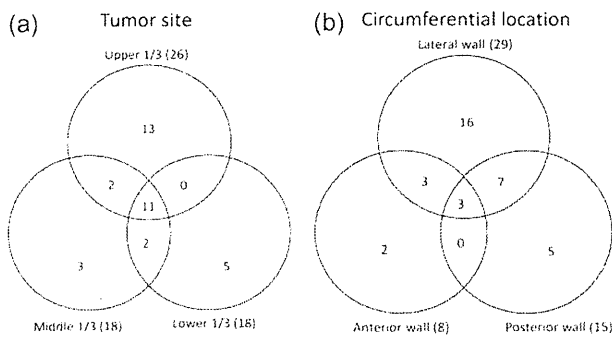 (a) Tumor site
Upper 1/3 (26)
13
2
0
11
2
3
5
Middle 1/3 (18)
Lower 1/3 (18)
(b) Circumferential location
Lateral wall (29)
16
3
7
3
0
2
5
Anterior wall (8)
Posterior wall (15)